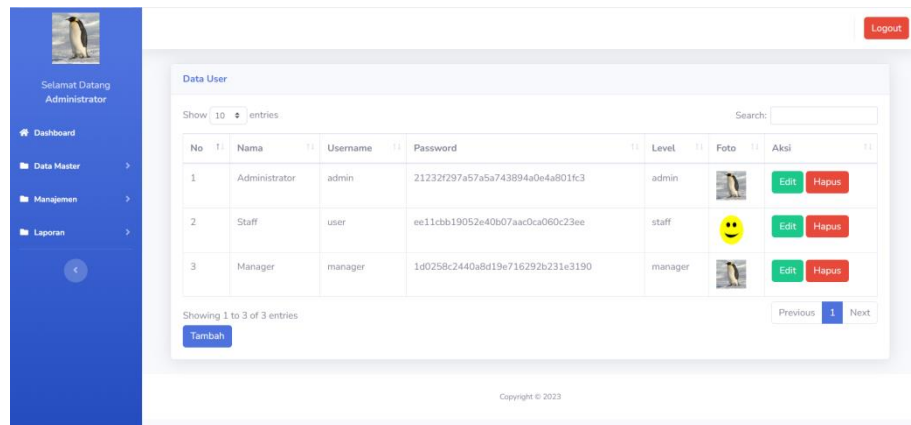 Logout
Selamat Datang
Administrator
Dashboard
Data Master
Manajemen
Laporan
Data User
Show 10 entries
Search:
No Nama Username Password Level Foto Aksi
1 Administrator admin 21232f297a57a5a743894a0e4a801fc3 admin Edit Hapus
2 Staff user ee11cbb19052e40b07aac0ca060c23ee staff Edit Hapus
3 Manager manager 1d0258c2440a8d19e716292b231e3190 manager Edit Hapus
Showing 1 to 3 of 3 entries
Previous 1 Next
Tambah
Copyright © 2023